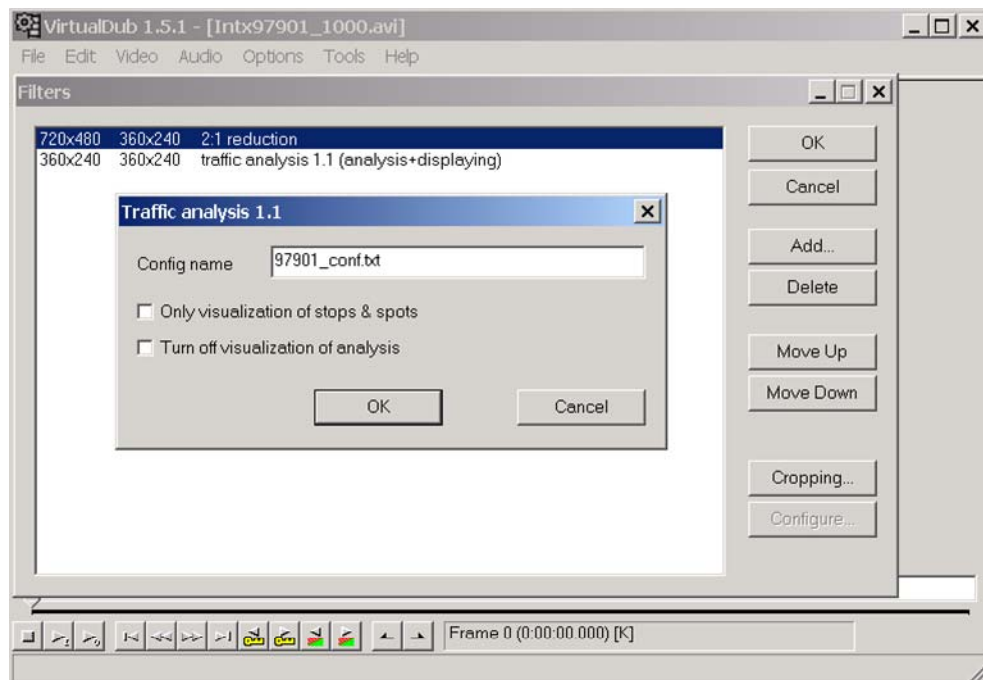 VirtualDub 1.5.1 - [Intx97901_1000.avi]
File Edit Video Audio Options Tools Help
Filters
720x480 360x240 2:1 reduction
360x240 360x240 traffic analysis 1.1 (analysis+displaying)
OK
Cancel
Add...
Delete
Move Up
Move Down
Cropping...
Configure...
Traffic analysis 1.1
Config name 97901_conf.txt
Only visualization of stops & spots
Turn off visualization of analysis
OK Cancel
Frame 0 (0:00:00.000) [K]